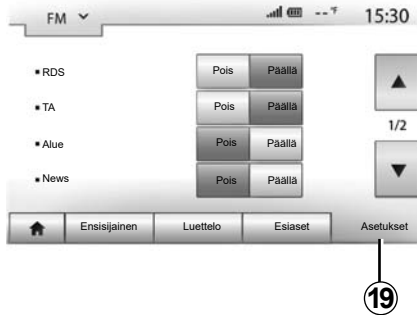 FM -- °F 15:30
RDS Pois Päällä
TA Pois Päällä
1/2
Alue Pois Päällä
News Pois Päällä
Ensisijainen Luettelo Esiaset Asetukset
19